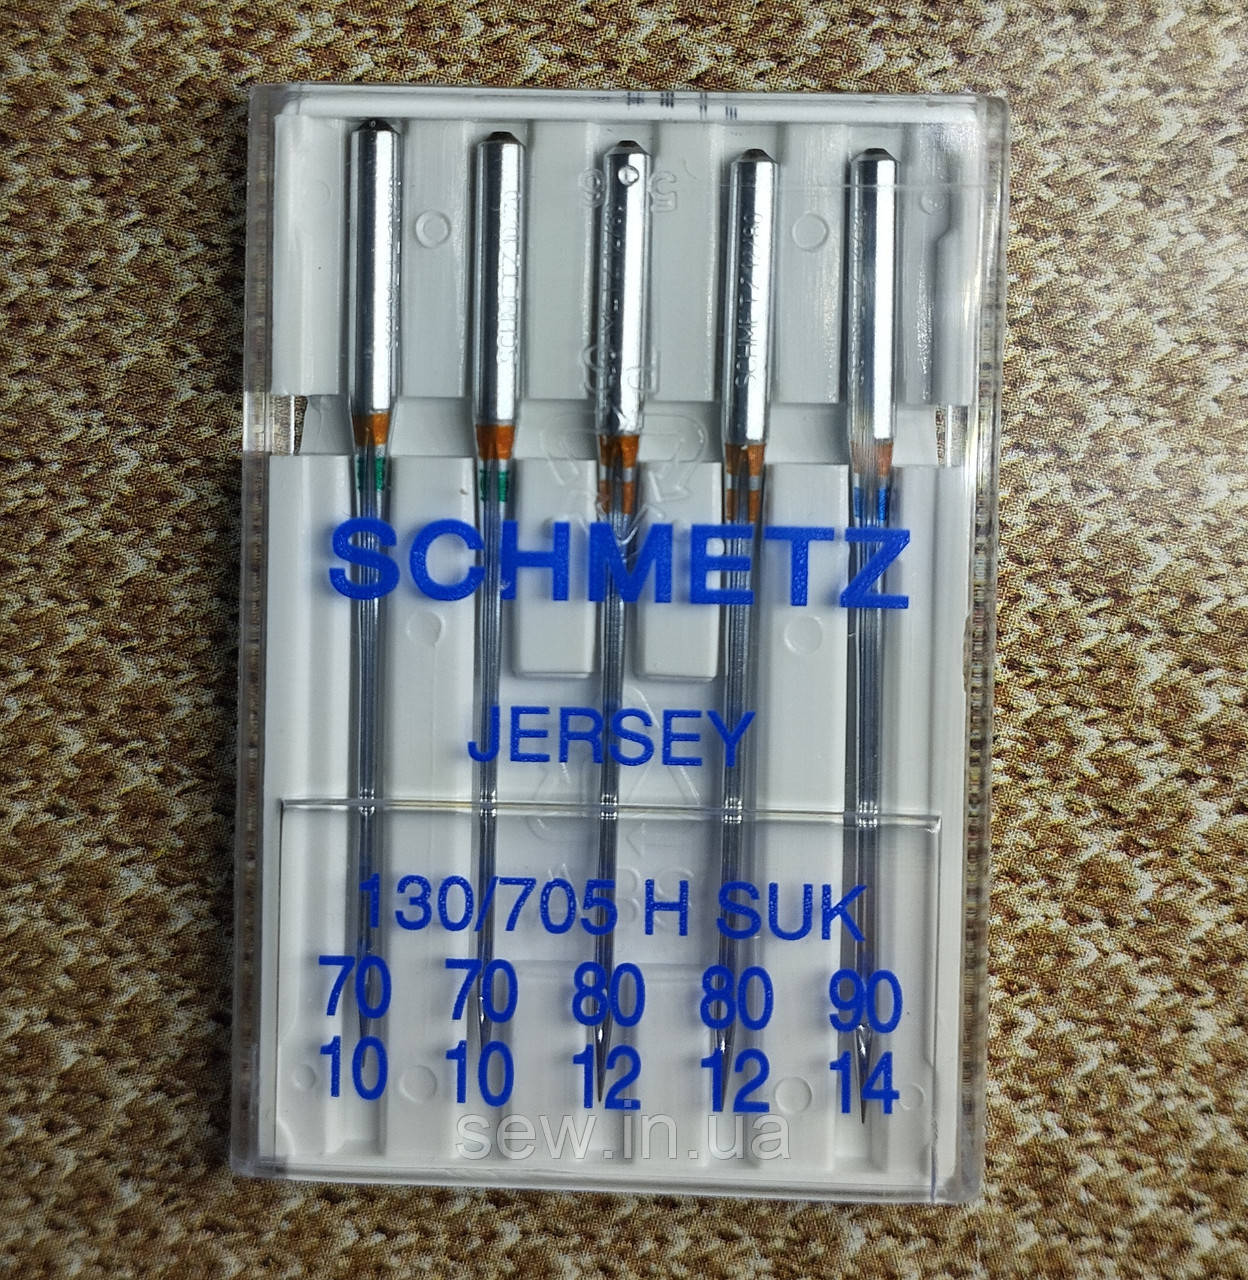 SCHMETZ
JERSEY
130/705 H SUK
70 70 80 80 90
10 10 12 12 14
sew.in.ua